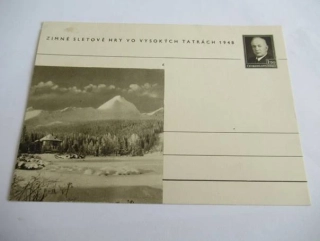 ZIMNÉ SLETOVÉ HRY VO VYSOKÝCH TATRÁCH 1948